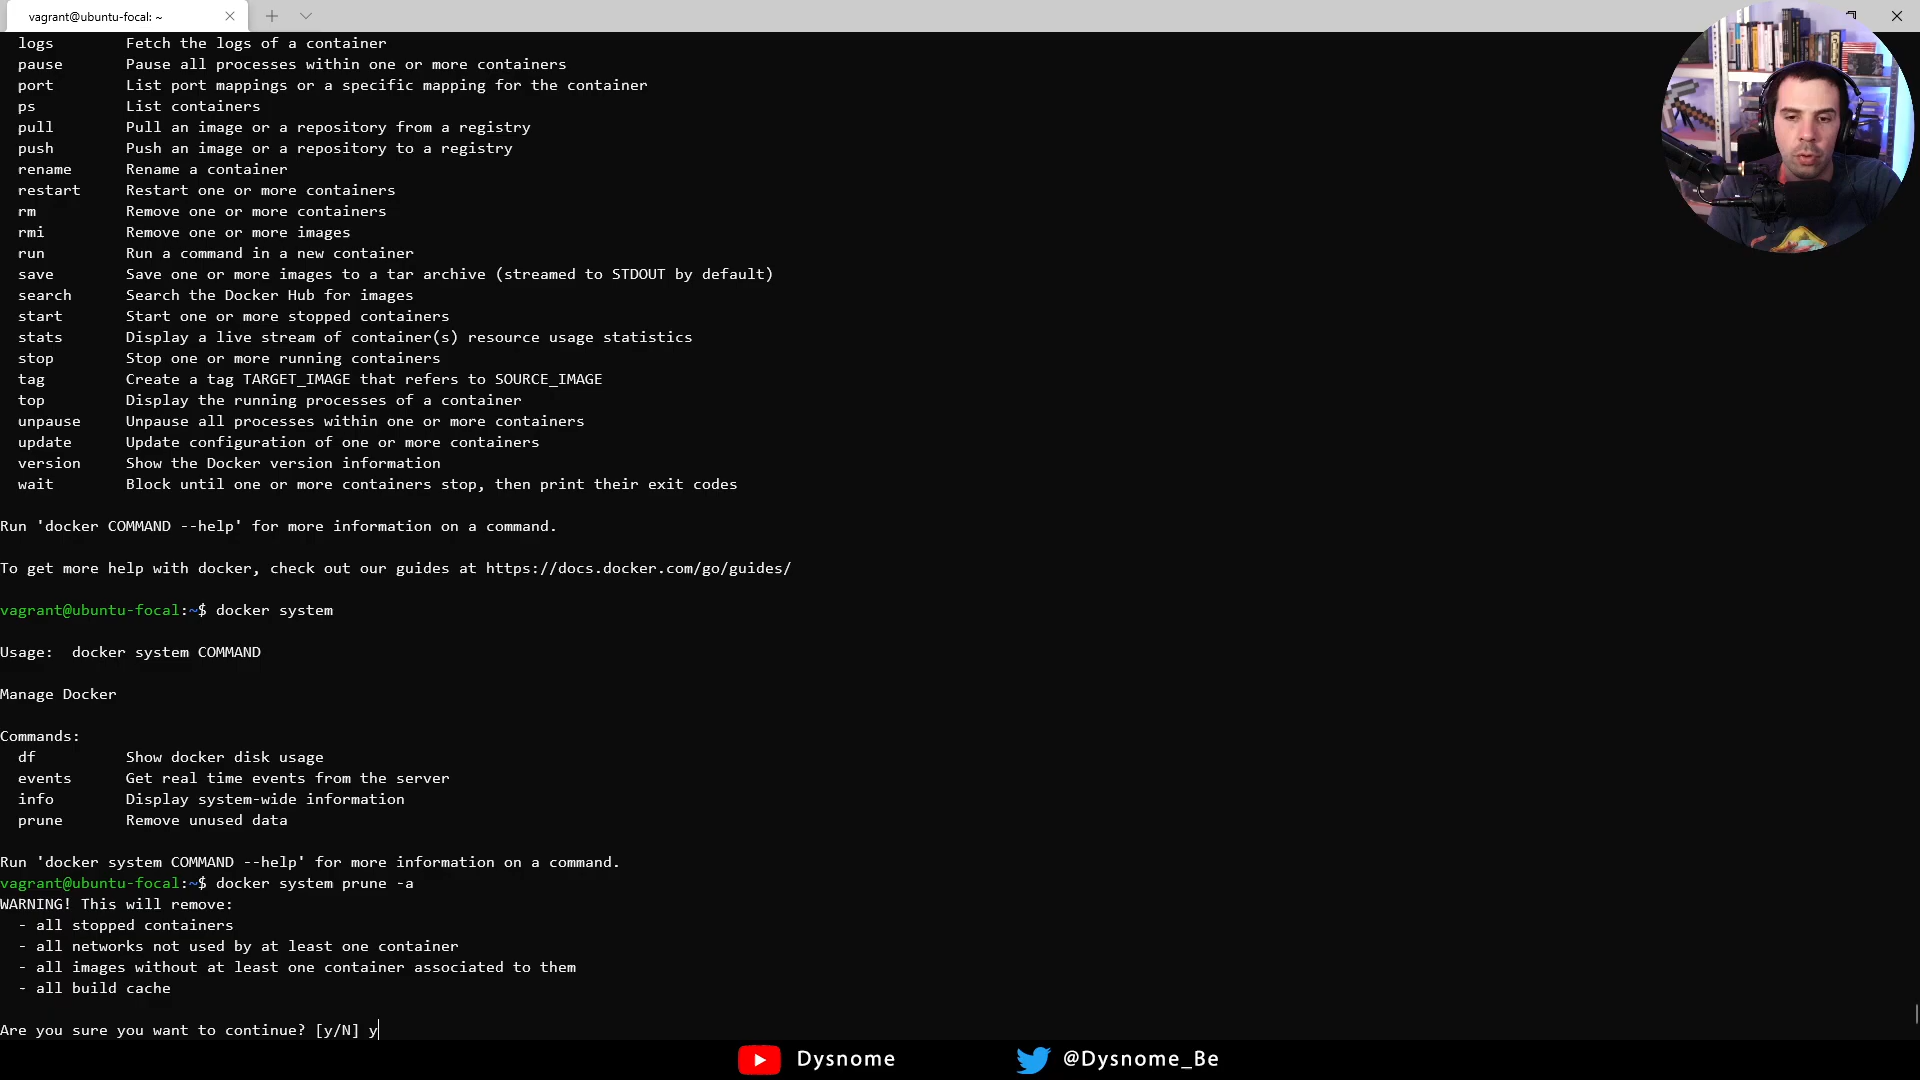 vagrant@ubuntu-focal: ~
logs Fetch the logs of a container
pause Pause all processes within one or more containers
port List port mappings or a specific mapping for the container
ps List containers
pull Pull an image or a repository from a registry
push Push an image or a repository to a registry
rename Rename a container
restart Restart one or more containers
rm Remove one or more containers
rmi Remove one or more images
run Run a command in a new container
save Save one or more images to a tar archive (streamed to STDOUT by default)
search Search the Docker Hub for images
start Start one or more stopped containers
stats Display a live stream of container(s) resource usage statistics
stop Stop one or more running containers
tag Create a tag TARGET_IMAGE that refers to SOURCE_IMAGE
top Display the running processes of a container
unpause Unpause all processes within one or more containers
update Update configuration of one or more containers
version Show the Docker version information
wait Block until one or more containers stop, then print their exit codes
Run 'docker COMMAND --help' for more information on a command.
To get more help with docker, check out our guides at https://docs.docker.com/go/guides/
vagrant@ubuntu-focal:~$ docker system
Usage: docker system COMMAND
Manage Docker
Commands:
df Show docker disk usage
events Get real time events from the server
info Display system-wide information
prune Remove unused data
Run 'docker system COMMAND --help' for more information on a command.
vagrant@ubuntu-focal:~$ docker system prune -a
WARNING! This will remove:
- all stopped containers
- all networks not used by at least one container
- all images without at least one container associated to them
- all build cache
Are you sure you want to continue? [y/N] y
Dysnome @Dysnome_Be